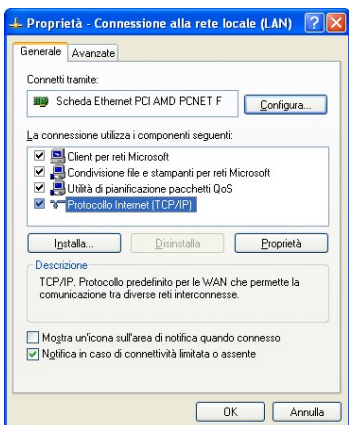 Proprietà - Connessione alla rete locale (LAN)
Generale Avanzate
Connetti tramite:
Scheda Ethernet PCI AMD PCNET F Configura...
La connessione utilizza i componenti seguenti:
Client per reti Microsoft
Condivisione file e stampanti per reti Microsoft
Utilità di pianificazione pacchetti QoS
Protocollo Internet (TCP/IP)
Installa... Disinstalla Proprietà
Descrizione
TCP/IP. Protocollo predefinito per le WAN che permette la
comunicazione tra diverse reti interconnesse.
Mostra un'icona sull'area di notifica quando connesso
Notifica in caso di connettività limitata o assente
OK Annulla